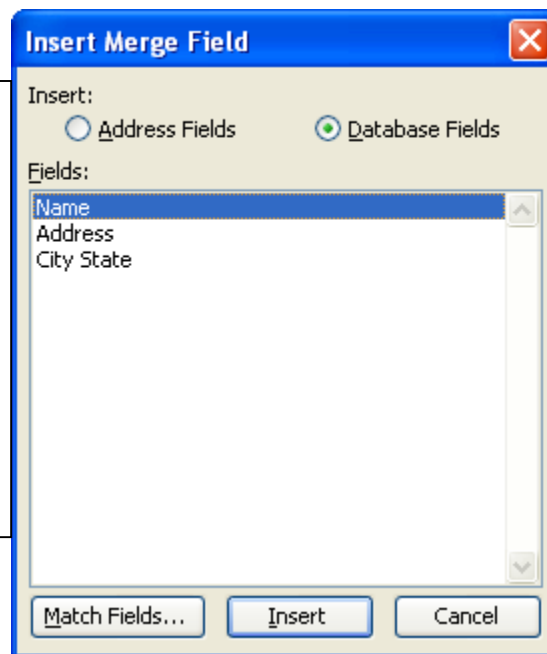 Insert Merge Field
Insert:
Address Fields Database Fields
Fields:
Name
Address
City State
Match Fields... Insert Cancel